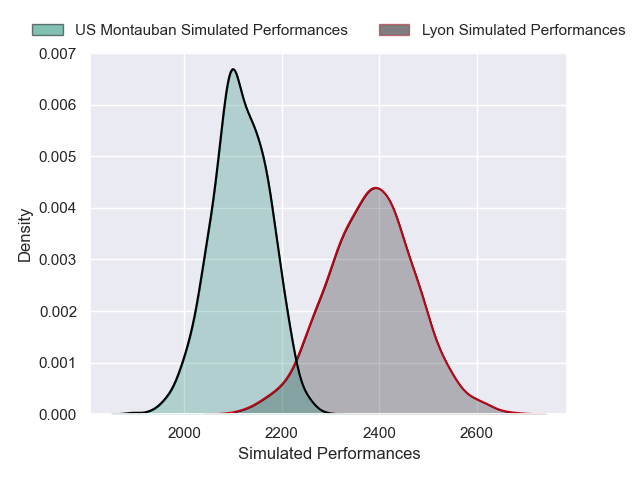 US Montauban Simulated Performances Lyon Simulated Performances
0.007
0.006
0.005
0.004
0.003
0.002
0.001
0.000
Density
2000 2200 2400 2600
Simulated Performances